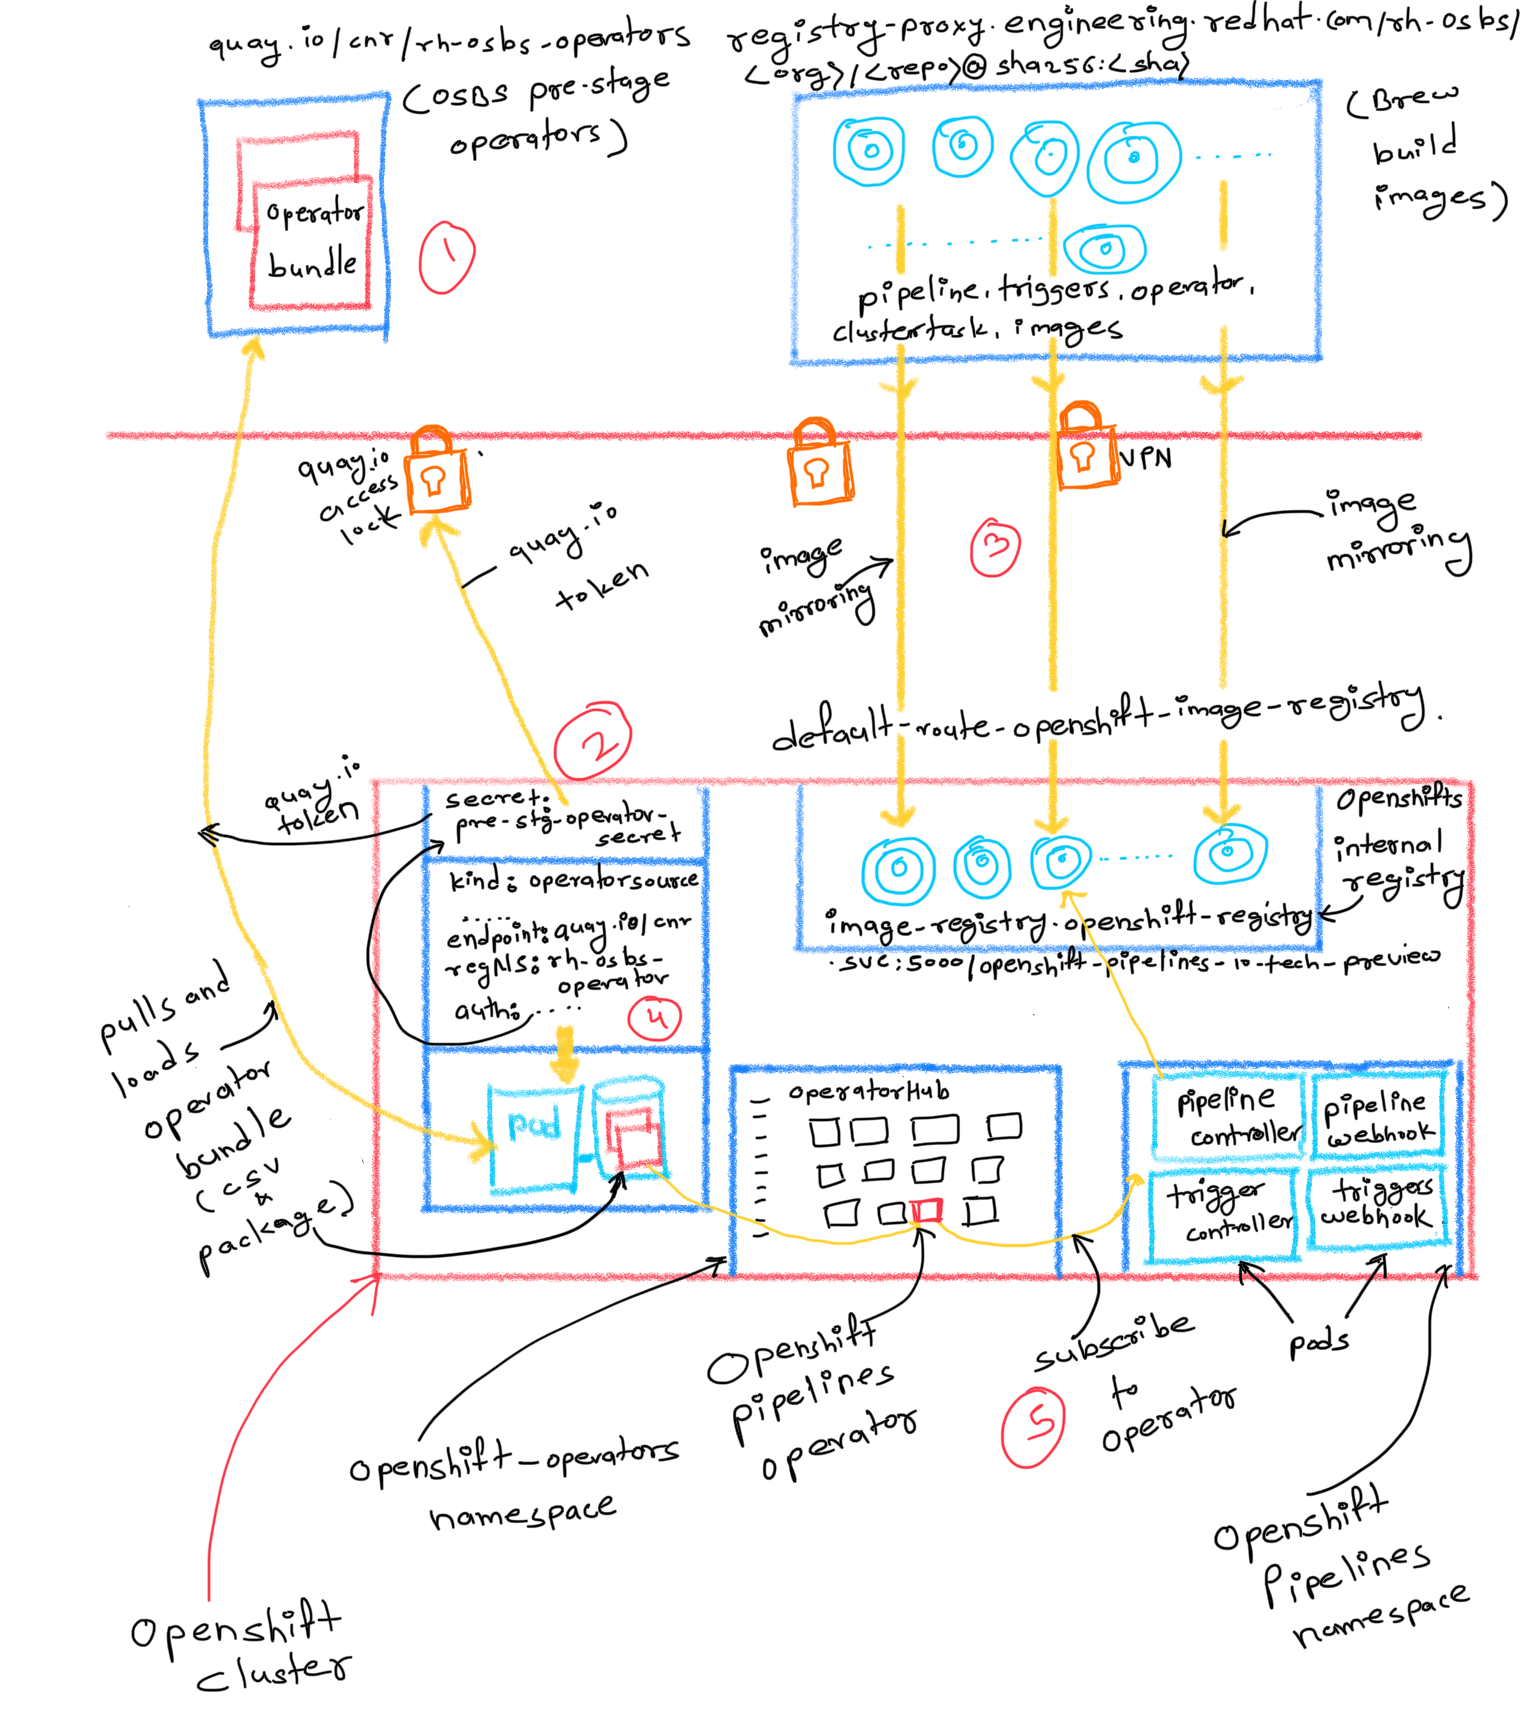 quay.io/cnr/rh-osbs-operators
(OSBS pre-stage
operators)
registry-proxy.engineering.redhat.com/rh-osbs/
<org>/<repo>@sha256:<sha>
(Brew
build
images)
operator
bundle
1
pipeline, triggers, operator,
clustertask, images
quay.io
access
lock
VPN
quay.io
token
image
mirroring
3
image
mirroring
2
default-route-openshift-image-registry.
quay.io
token
secret:
pre-stg-operator-
secret
kind: operatorsource
......
endpoint: quay.io/cnr
regNS: rh-osbs-
operator
auth: ....
4
Openshifts
internal
registry
image-registry.openshift-registry
.svc:5000/openshift-pipelines-10-tech-preview
pulls and
loads
operator
bundle
(csv
&
package)
pod
operatorHub
pipeline
controller
pipeline
webhook
trigger
controller
triggers
webhook
Openshift
pipelines
operator
subscribe
to
operator
5
pods
Openshift-operators
namespace
Openshift
Pipelines
namespace
Openshift
cluster